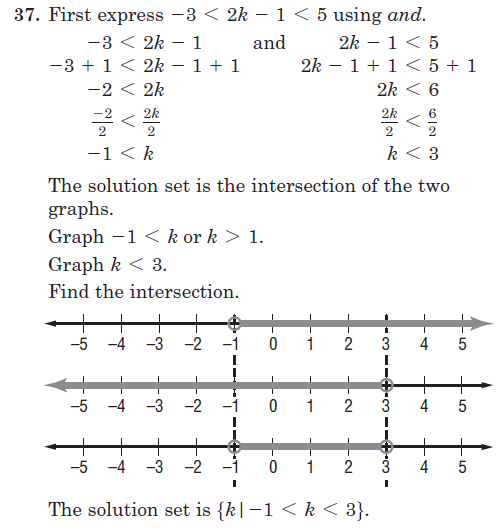 37. First express −3 < 2k − 1 < 5 using and.
−3 < 2k − 1 and 2k − 1 < 5
−3 + 1 < 2k − 1 + 1 2k − 1 + 1 < 5 + 1
−2 < 2k 2k < 6
−2/2 < 2k/2 2k/2 < 6/2
−1 < k k < 3
The solution set is the intersection of the two
graphs.
Graph −1 < k or k > 1.
Graph k < 3.
Find the intersection.
−5 −4 −3 −2 −1 0 1 2 3 4 5
−5 −4 −3 −2 −1 0 1 2 3 4 5
−5 −4 −3 −2 −1 0 1 2 3 4 5
The solution set is {k|−1 < k < 3}.